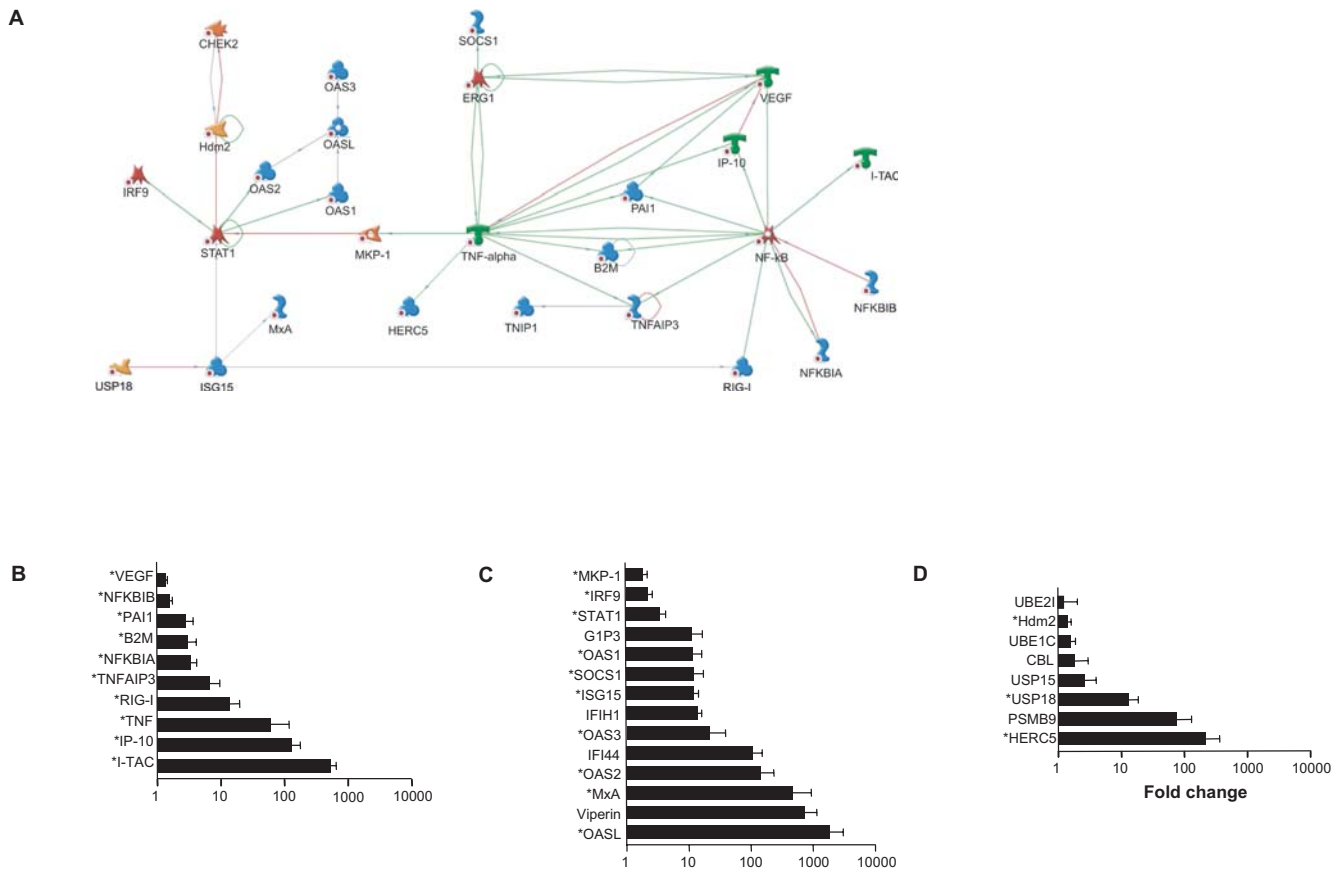 A
CHEK2
SOCS1
OAS3
ERG1
VEGF
Hdm2
OASL
IP-10
I-TAC
IRF9
OAS2
OAS1
PAI1
STAT1
MKP-1
TNF-alpha
B2M
NF-kB
NFKBIB
MxA
HERC5
TNIP1
TNFAIP3
NFKBIA
USP18
ISG15
RIG-I
B
*VEGF
*NFKBIB
*PAI1
*B2M
*NFKBIA
*TNFAIP3
*RIG-I
*TNF
*IP-10
*I-TAC
1 10 100 1000 10000
C
*MKP-1
*IRF9
*STAT1
G1P3
*OAS1
*SOCS1
*ISG15
IFIH1
*OAS3
IFI44
*OAS2
*MxA
Viperin
*OASL
1 10 100 1000 10000
D
UBE2I
*Hdm2
UBE1C
CBL
USP15
*USP18
PSMB9
*HERC5
1 10 100 1000 10000
Fold change